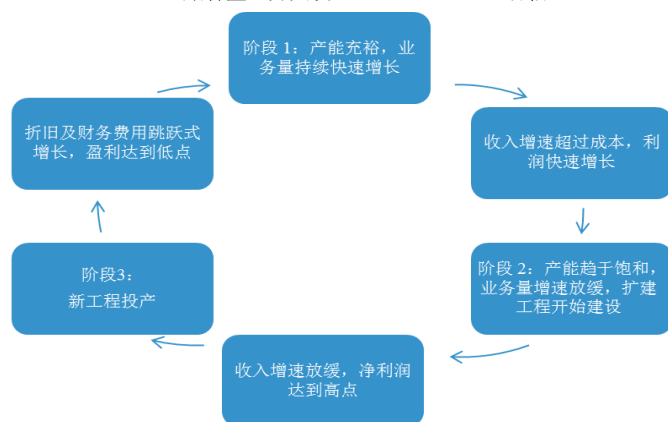 阶段 1：产能充裕，业
务量持续快速增长
收入增速超过成本，利
润快速增长
阶段 2：产能趋于饱和，
业务量增速放缓，扩建
工程开始建设
收入增速放缓，净利润
达到高点
阶段3：
新工程投产
折旧及财务费用跳跃式
增长，盈利达到低点